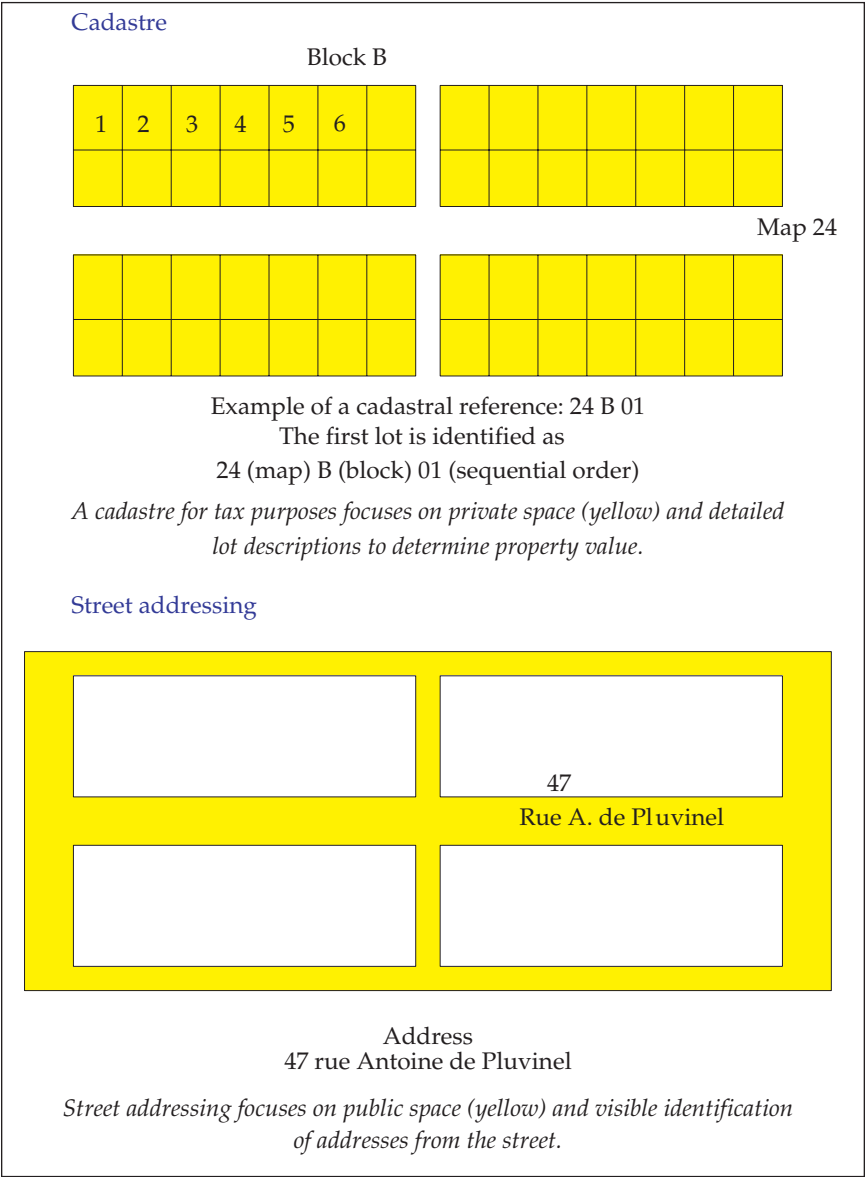 Cadastre
Block B
1 2 3 4 5 6
Map 24
Example of a cadastral reference: 24 B 01
The first lot is identified as
24 (map) B (block) 01 (sequential order)
A cadastre for tax purposes focuses on private space (yellow) and detailed
lot descriptions to determine property value.
Street addressing
47
Rue A. de Pluvinel
Address
47 rue Antoine de Pluvinel
Street addressing focuses on public space (yellow) and visible identification
of addresses from the street.